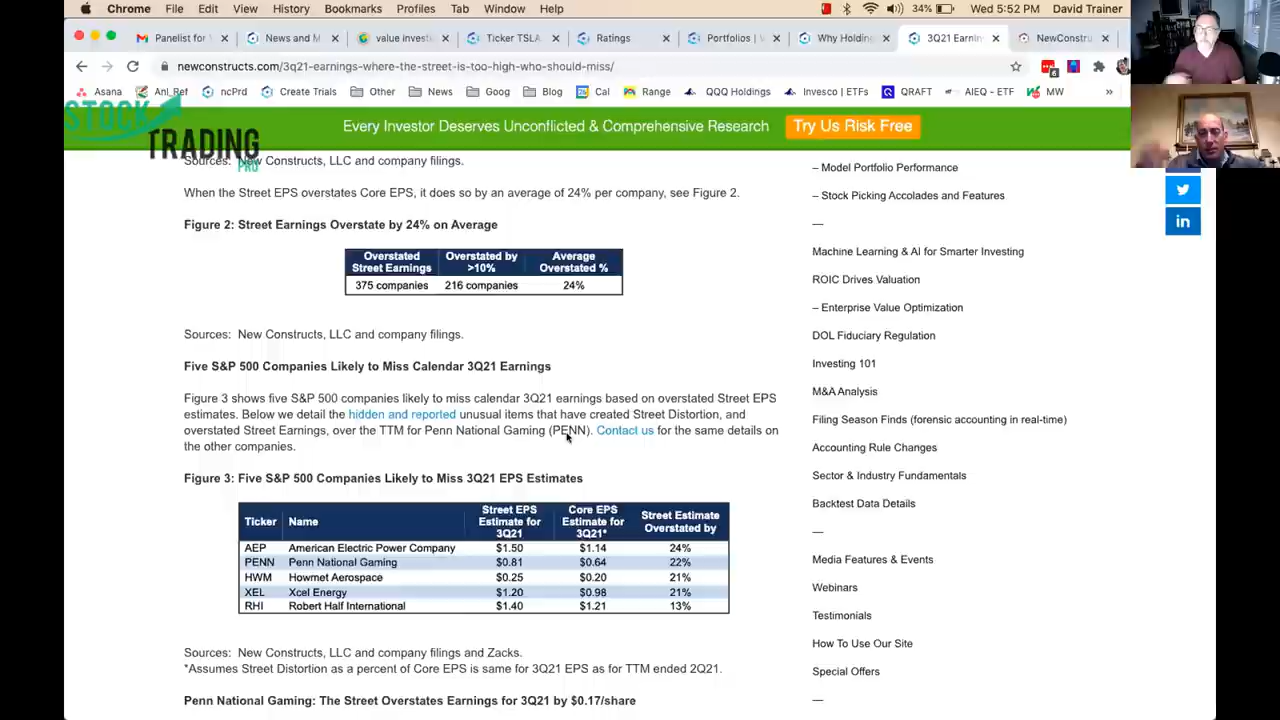 Chrome File Edit View History Bookmarks Profiles Tab Window Help 34% Wed 5:52 PM David Trainer
Panelist for News and M value invest Ticker TSLA Ratings Portfolios Why Holding 3Q21 Earnin NewConstru
newconstructs.com/3q21-earnings-where-the-street-is-too-high-who-should-miss/
6
Asana Anl_Ref ncPrd Create Trials Other News Goog Blog Cal Range QQQ Holdings Invesco | ETFs QRAFT AIEQ - ETF MW »
STOCK
TRADING
PRO
Every Investor Deserves Unconflicted & Comprehensive Research Try Us Risk Free
Sources: New Constructs, LLC and company filings.
When the Street EPS overstates Core EPS, it does so by an average of 24% per company, see Figure 2.
Figure 2: Street Earnings Overstate by 24% on Average
Overstated Street Earnings Overstated by >10% Average Overstated %
375 companies 216 companies 24%
Sources: New Constructs, LLC and company filings.
Five S&P 500 Companies Likely to Miss Calendar 3Q21 Earnings
Figure 3 shows five S&P 500 companies likely to miss calendar 3Q21 earnings based on overstated Street EPS
estimates. Below we detail the hidden and reported unusual items that have created Street Distortion, and
overstated Street Earnings, over the TTM for Penn National Gaming (PENN). Contact us for the same details on
the other companies.
Figure 3: Five S&P 500 Companies Likely to Miss 3Q21 EPS Estimates
Ticker Name Street EPS Estimate for 3Q21 Core EPS Estimate for 3Q21* Street Estimate Overstated by
AEP American Electric Power Company $1.50 $1.14 24%
PENN Penn National Gaming $0.81 $0.64 22%
HWM Howmet Aerospace $0.25 $0.20 21%
XEL Xcel Energy $1.20 $0.98 21%
RHI Robert Half International $1.40 $1.21 13%
Sources: New Constructs, LLC and company filings and Zacks.
*Assumes Street Distortion as a percent of Core EPS is same for 3Q21 EPS as for TTM ended 2Q21.
Penn National Gaming: The Street Overstates Earnings for 3Q21 by $0.17/share
– Model Portfolio Performance
– Stock Picking Accolades and Features
—
Machine Learning & AI for Smarter Investing
ROIC Drives Valuation
– Enterprise Value Optimization
DOL Fiduciary Regulation
Investing 101
M&A Analysis
Filing Season Finds (forensic accounting in real-time)
Accounting Rule Changes
Sector & Industry Fundamentals
Backtest Data Details
—
Media Features & Events
Webinars
Testimonials
How To Use Our Site
Special Offers
—
in